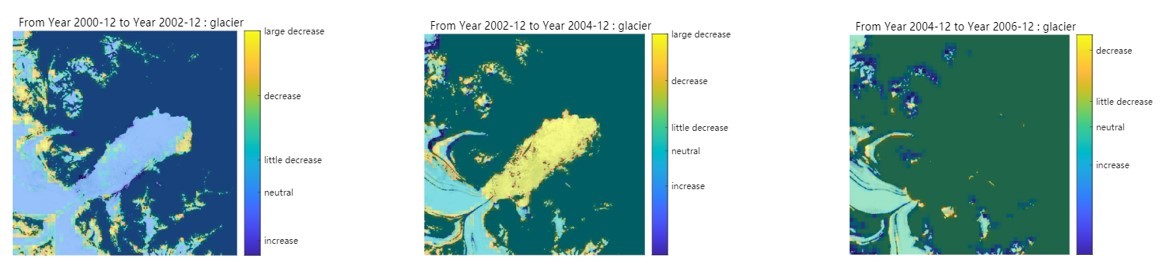 From Year 2000-12 to Year 2002-12 : glacier
large decrease
decrease
little decrease
neutral
increase
From Year 2002-12 to Year 2004-12 : glacier
large decrease
decrease
little decrease
neutral
increase
From Year 2004-12 to Year 2006-12 : glacier
decrease
little decrease
neutral
increase